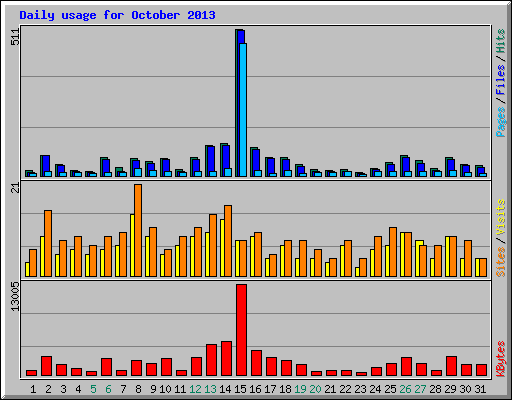 Daily usage for October 2013
511
Pages / Files / Hits
21
Sites / Visits
13005
KBytes
1 2 3 4 5 6 7 8 9 10 11 12 13 14 15 16 17 18 19 20 21 22 23 24 25 26 27 28 29 30 31